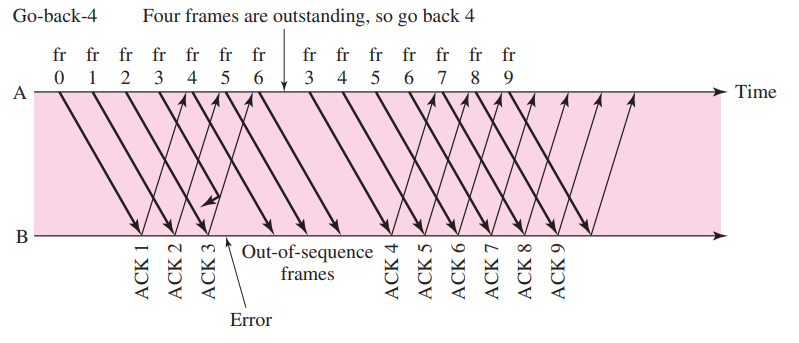 Go-back-4 Four frames are outstanding, so go back 4
fr fr fr fr fr fr fr fr fr fr fr fr fr fr
0 1 2 3 4 5 6 3 4 5 6 7 8 9
A Time
B
ACK 1
ACK 2
ACK 3
Out-of-sequence
frames
ACK 4
ACK 5
ACK 6
ACK 7
ACK 8
ACK 9
Error